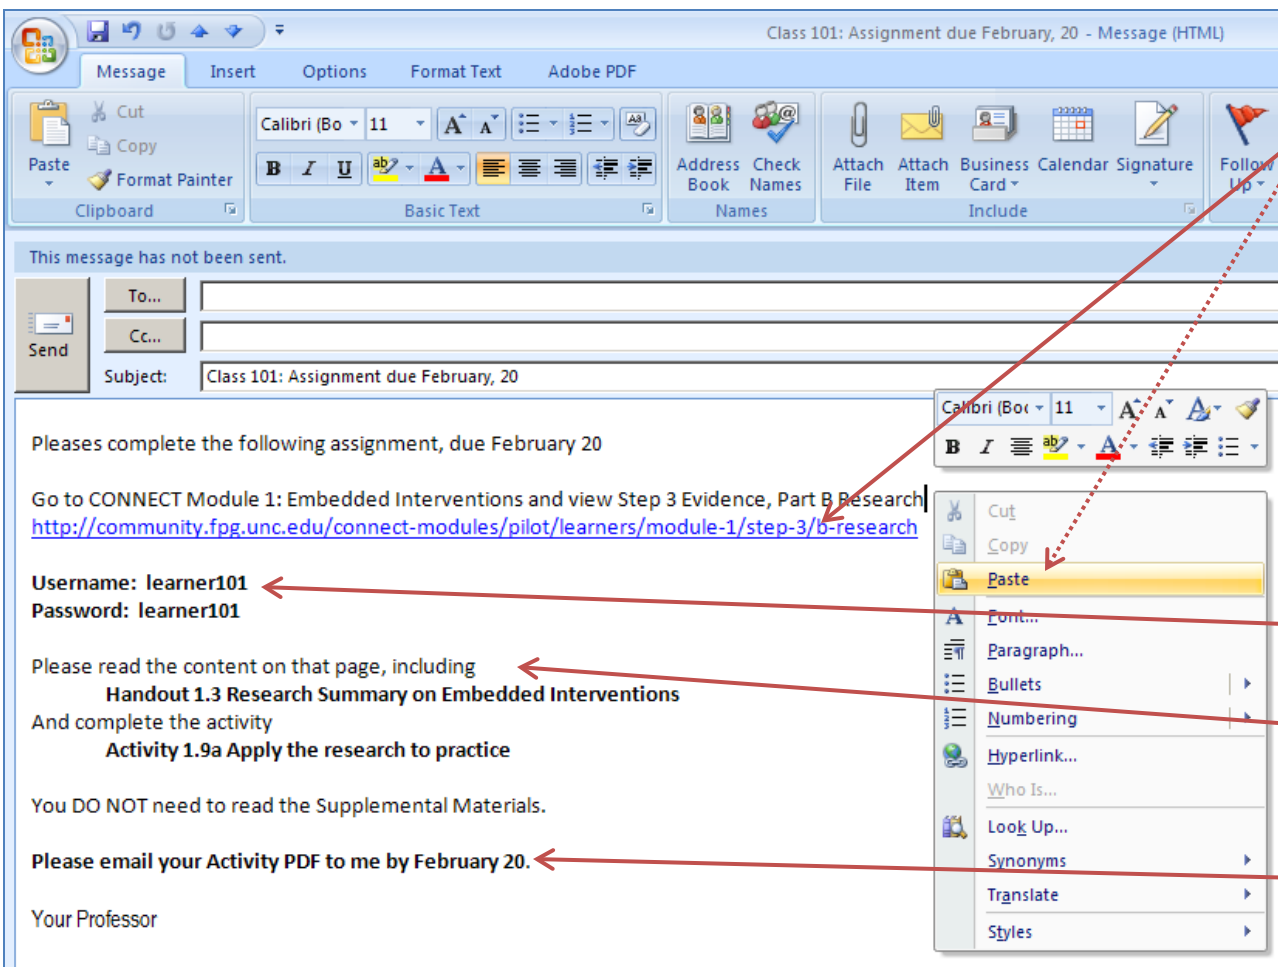 Class 101: Assignment due February, 20 - Message (HTML)
Message Insert Options Format Text Adobe PDF
Cut
Copy
Paste
Format Painter
Clipboard
Calibri (Bo 11
B I U
Basic Text
Address Book
Check Names
Names
Attach File
Attach Item
Business Card
Calendar
Signature
Include
Follow Up
This message has not been sent.
To...
Cc...
Send
Subject: Class 101: Assignment due February, 20
Pleases complete the following assignment, due February 20
Go to CONNECT Module 1: Embedded Interventions and view Step 3 Evidence, Part B Research
http://community.fpg.unc.edu/connect-modules/pilot/learners/module-1/step-3/b-research
Username: learner101
Password: learner101
Please read the content on that page, including
Handout 1.3 Research Summary on Embedded Interventions
And complete the activity
Activity 1.9a Apply the research to practice
You DO NOT need to read the Supplemental Materials.
Please email your Activity PDF to me by February 20.
Your Professor
Calibri (Boc 11
B I
Cut
Copy
Paste
Font...
Paragraph...
Bullets
Numbering
Hyperlink...
Who Is...
Look Up...
Synonyms
Translate
Styles